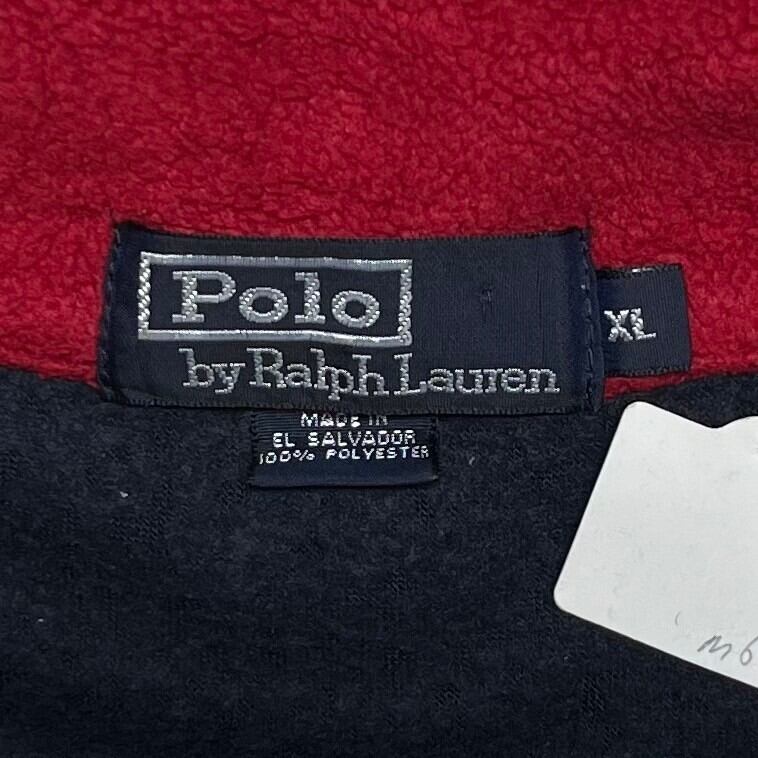 Polo
by Ralph Lauren
XL
MADE IN
EL SALVADOR
100% POLYESTER